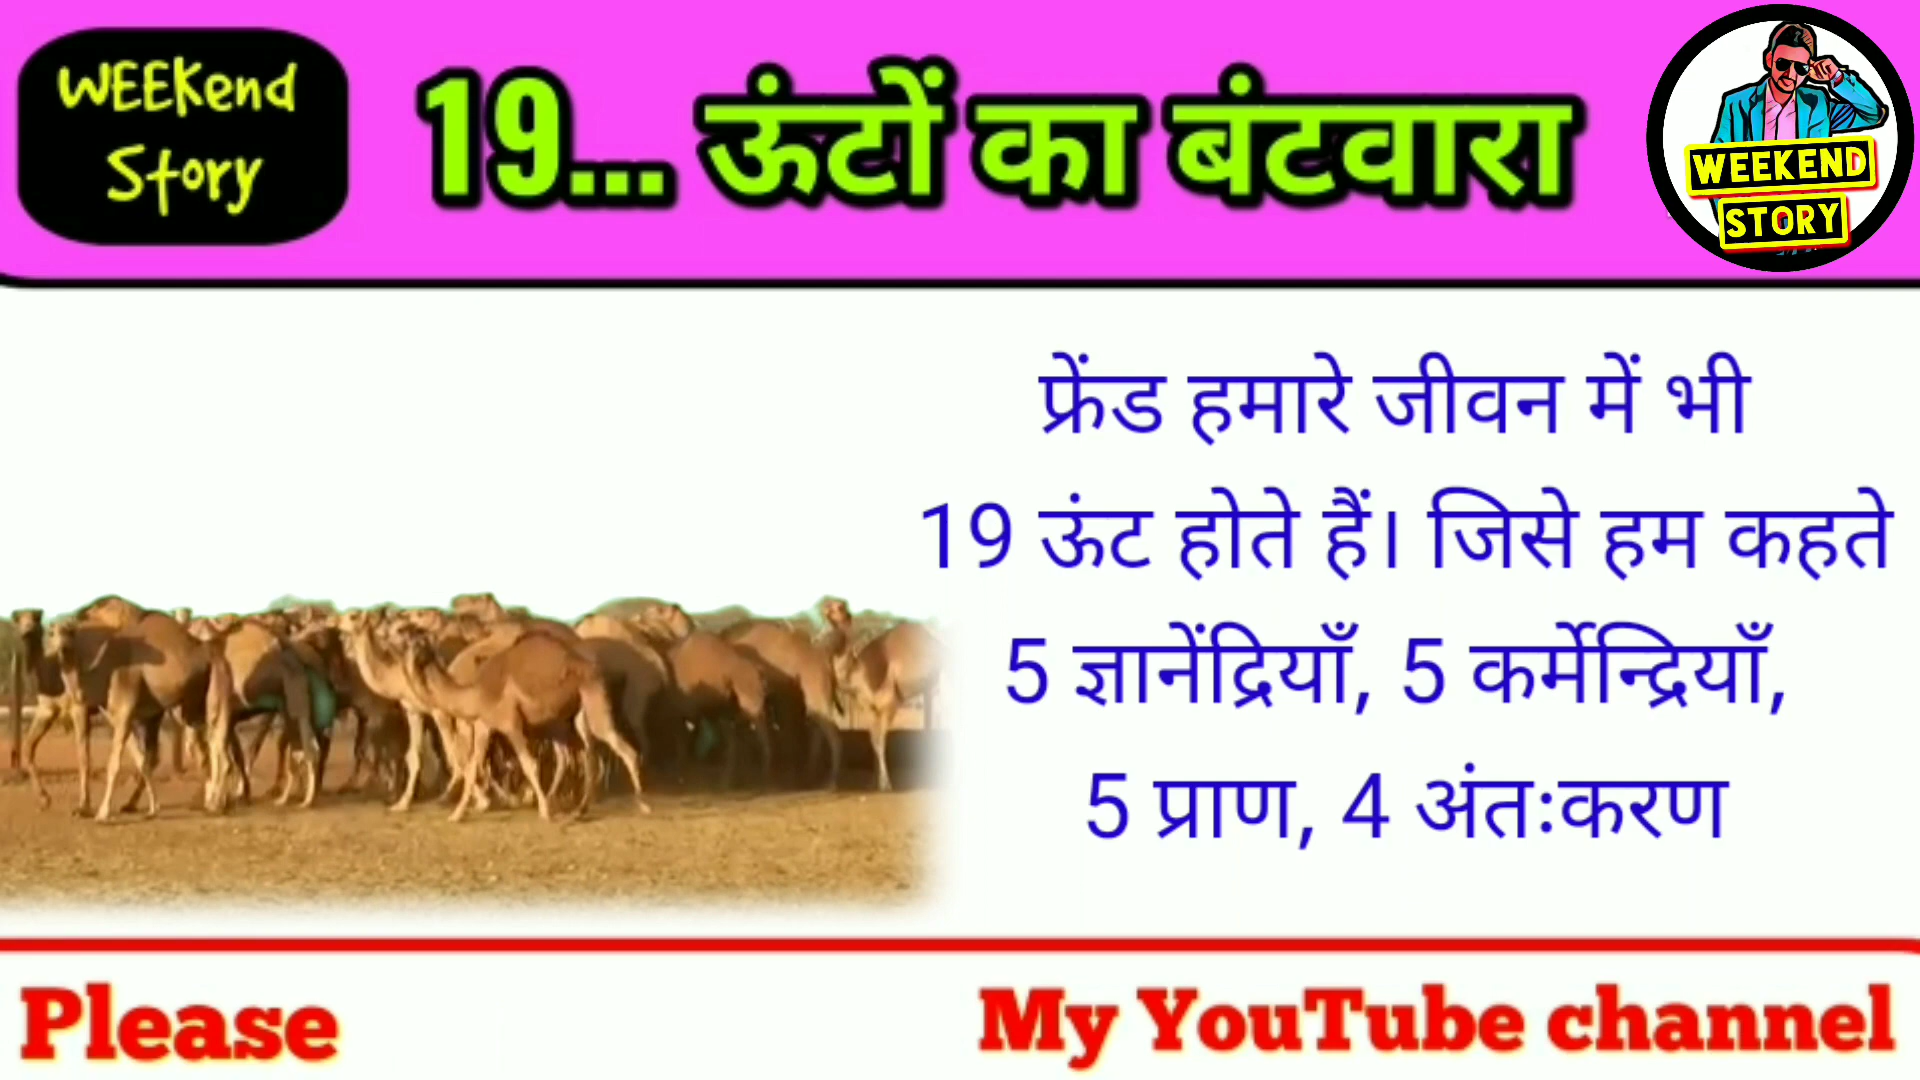 WEEKend
Story
19... ऊंटों का बंटवारा
WEEKEND
STORY
फ्रेंड हमारे जीवन में भी
19 ऊंट होते हैं। जिसे हम कहते
5 ज्ञानेंद्रियाँ, 5 कर्मेन्द्रियाँ,
5 प्राण, 4 अंतःकरण
Please
My YouTube channel